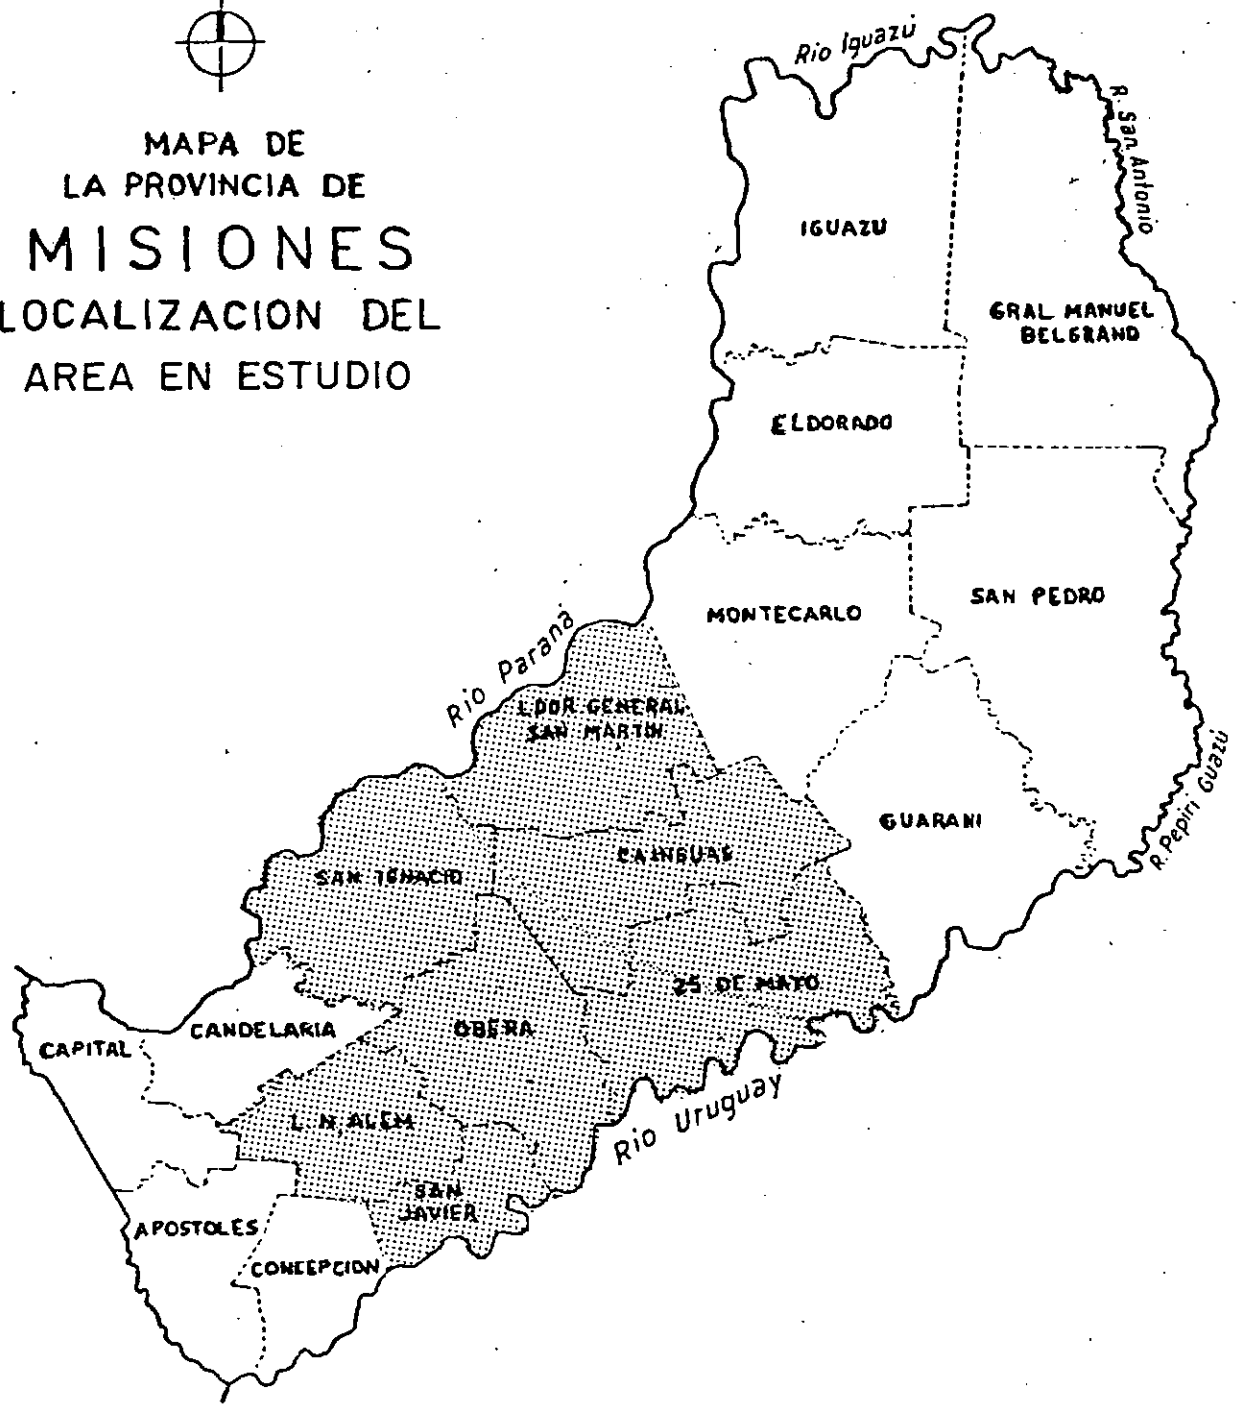 MAPA DE
LA PROVINCIA DE
MISIONES
LOCALIZACION DEL
AREA EN ESTUDIO
Rio Iguazú
R. San Antonio
IGUAZU
GRAL MANUEL
BELGRANO
ELDORADO
SAN PEDRO
MONTECARLO
Rio Paraná
L.DOR.GENERAL
SAN MARTIN
R. Pepiri Guazú
GUARANI
CAINGUAS
SAN IGNACIO
25 DE MAYO
CANDELARIA
OBERA
CAPITAL
L. N. ALEM
Rio Uruguay
SAN
JAVIER
APOSTOLES
CONCEPCION